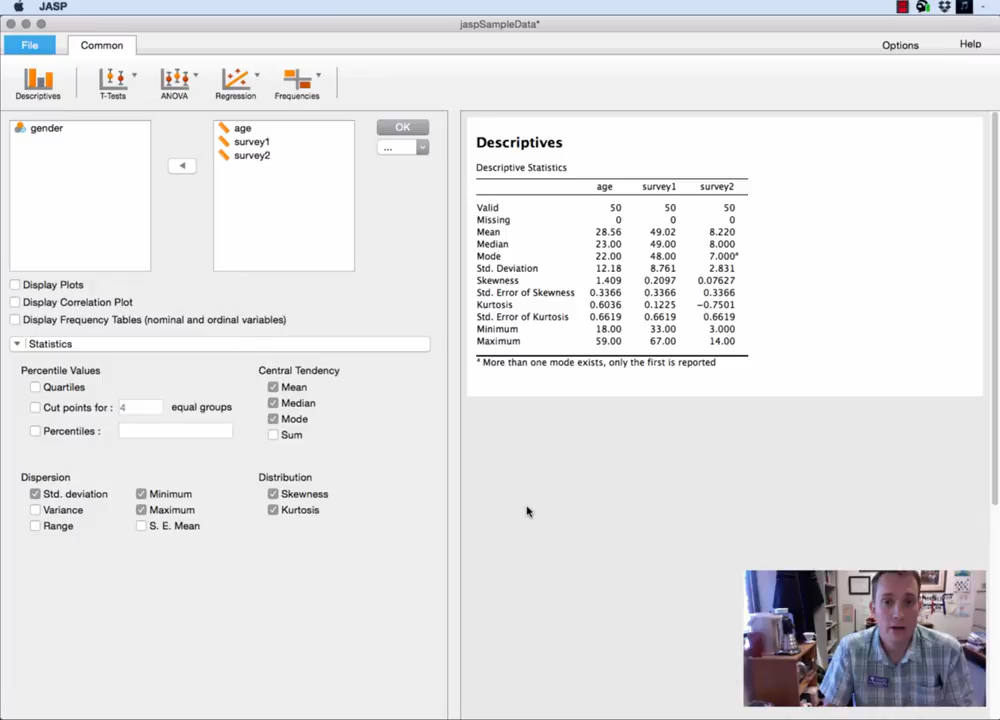 JASP
jaspSampleData*
File
Common
Options
Help
Descriptives
T-Tests
ANOVA
Regression
Frequencies
gender
age
survey1
survey2
OK
...
Display Plots
Display Correlation Plot
Display Frequency Tables (nominal and ordinal variables)
Statistics
Percentile Values
Quartiles
Cut points for : 4 equal groups
Percentiles :
Central Tendency
Mean
Median
Mode
Sum
Dispersion
Std. deviation
Minimum
Variance
Maximum
Range
S. E. Mean
Distribution
Skewness
Kurtosis
Descriptives
Descriptive Statistics
age survey1 survey2
Valid 50 50 50
Missing 0 0 0
Mean 28.56 49.02 8.220
Median 23.00 49.00 8.000
Mode 22.00 48.00 7.000ᵃ
Std. Deviation 12.18 8.761 2.831
Skewness 1.409 0.2097 0.07627
Std. Error of Skewness 0.3366 0.3366 0.3366
Kurtosis 0.6036 0.1225 −0.7501
Std. Error of Kurtosis 0.6619 0.6619 0.6619
Minimum 18.00 33.00 3.000
Maximum 59.00 67.00 14.00
ᵃ More than one mode exists, only the first is reported